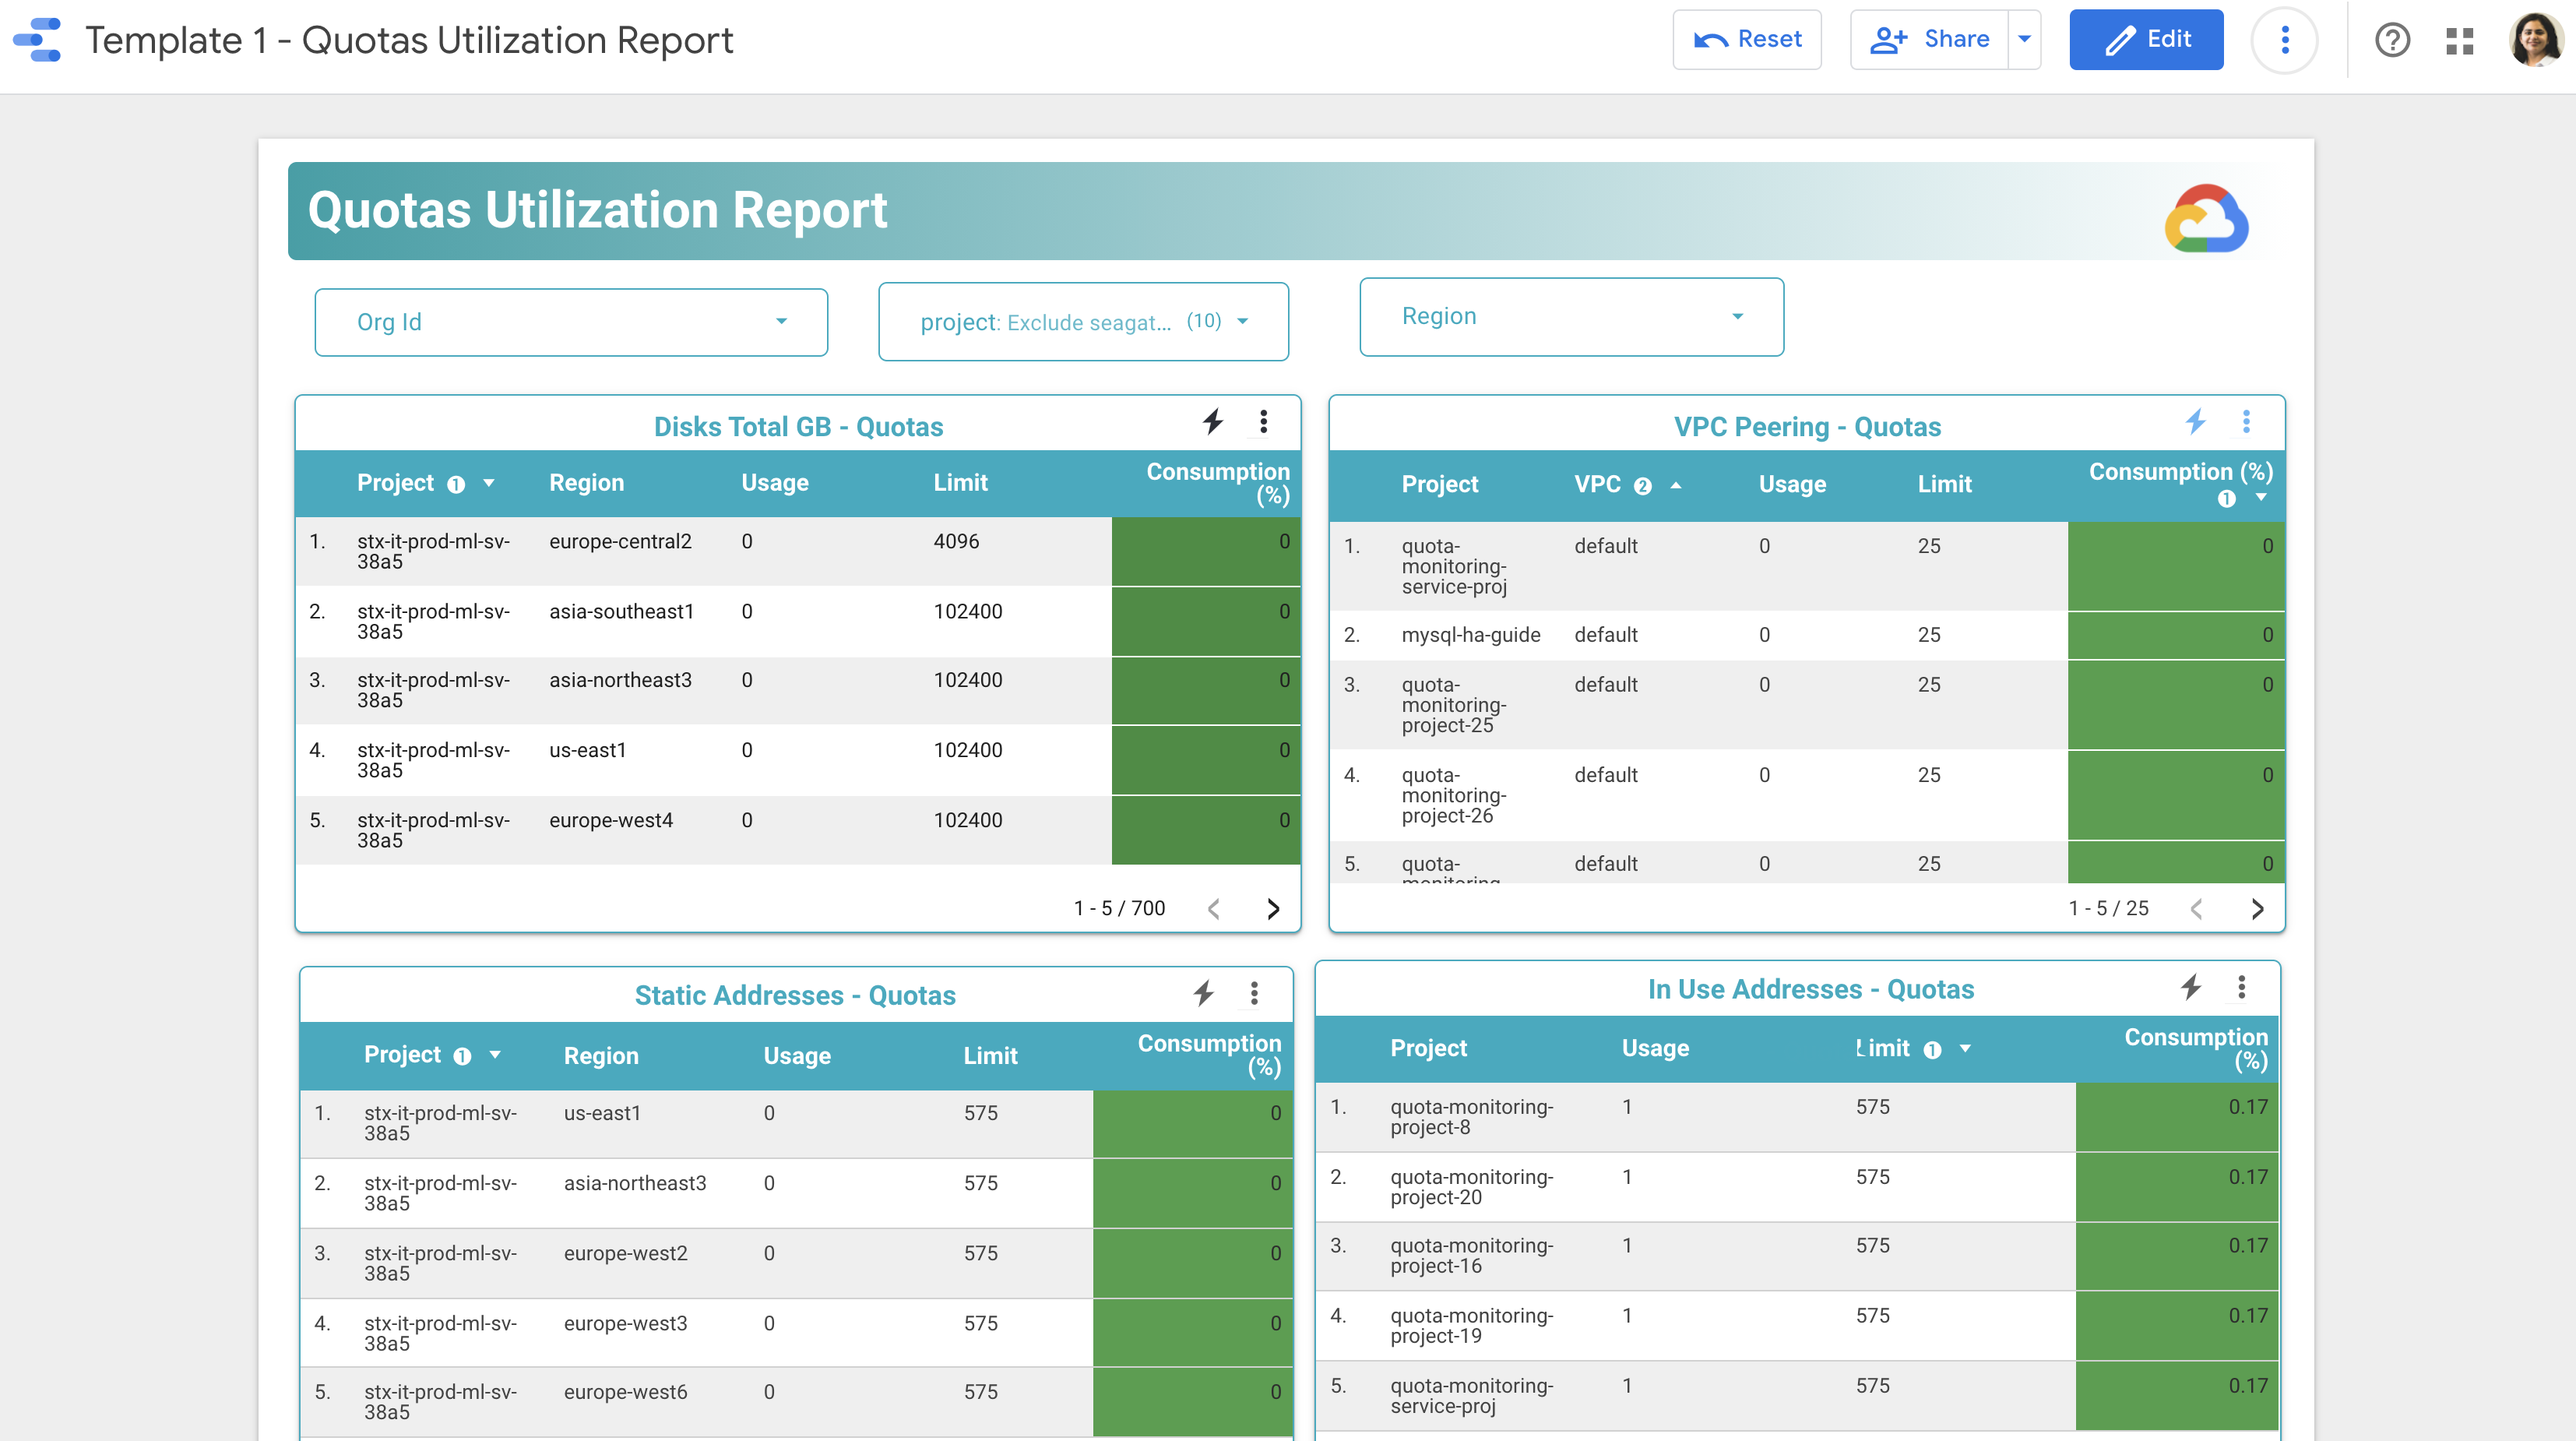 Template 1 - Quotas Utilization Report
Reset
Share
Edit
Quotas Utilization Report
Org Id
project: Exclude seagat... (10)
Region
Disks Total GB - Quotas
Project 1 Region Usage Limit Consumption (%)
1. stx-it-prod-ml-sv-38a5 europe-central2 0 4096 0
2. stx-it-prod-ml-sv-38a5 asia-southeast1 0 102400 0
3. stx-it-prod-ml-sv-38a5 asia-northeast3 0 102400 0
4. stx-it-prod-ml-sv-38a5 us-east1 0 102400 0
5. stx-it-prod-ml-sv-38a5 europe-west4 0 102400 0
1 - 5 / 700
VPC Peering - Quotas
Project VPC 2 Usage Limit Consumption (%) 1
1. quota-monitoring-service-proj default 0 25 0
2. mysql-ha-guide default 0 25 0
3. quota-monitoring-project-25 default 0 25 0
4. quota-monitoring-project-26 default 0 25 0
5. quota-monitoring- default 0 25 0
1 - 5 / 25
Static Addresses - Quotas
Project 1 Region Usage Limit Consumption (%)
1. stx-it-prod-ml-sv-38a5 us-east1 0 575 0
2. stx-it-prod-ml-sv-38a5 asia-northeast3 0 575 0
3. stx-it-prod-ml-sv-38a5 europe-west2 0 575 0
4. stx-it-prod-ml-sv-38a5 europe-west3 0 575 0
5. stx-it-prod-ml-sv-38a5 europe-west6 0 575 0
In Use Addresses - Quotas
Project Usage Limit 1 Consumption (%)
1. quota-monitoring-project-8 1 575 0.17
2. quota-monitoring-project-20 1 575 0.17
3. quota-monitoring-project-16 1 575 0.17
4. quota-monitoring-project-19 1 575 0.17
5. quota-monitoring-service-proj 1 575 0.17